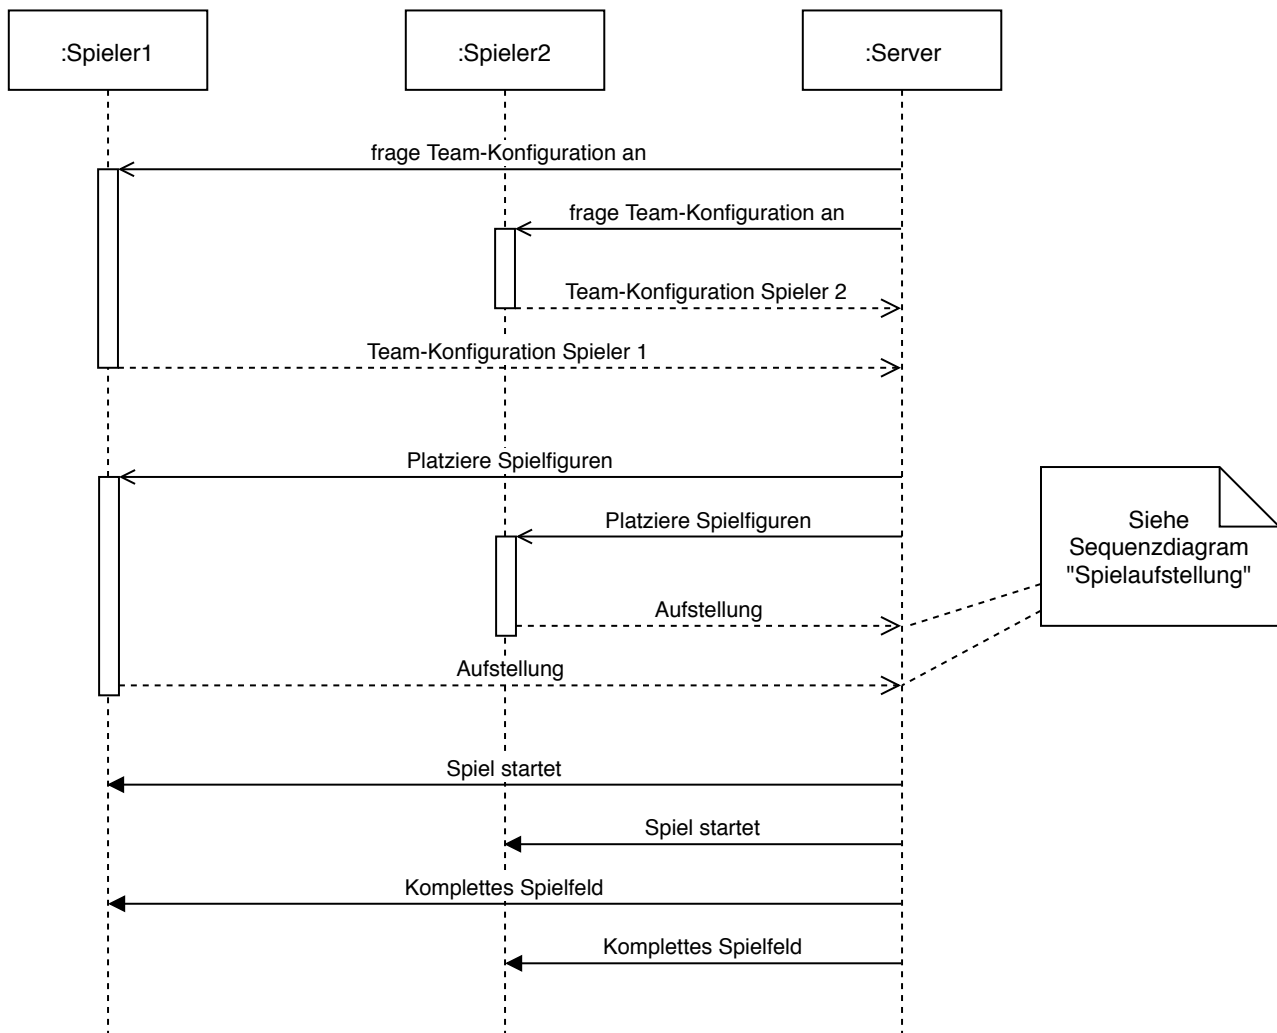 :Spieler1
:Spieler2
:Server
frage Team-Konfiguration an
frage Team-Konfiguration an
Team-Konfiguration Spieler 2
Team-Konfiguration Spieler 1
Platziere Spielfiguren
Platziere Spielfiguren
Siehe
Sequenzdiagram
"Spielaufstellung"
Aufstellung
Aufstellung
Spiel startet
Spiel startet
Komplettes Spielfeld
Komplettes Spielfeld